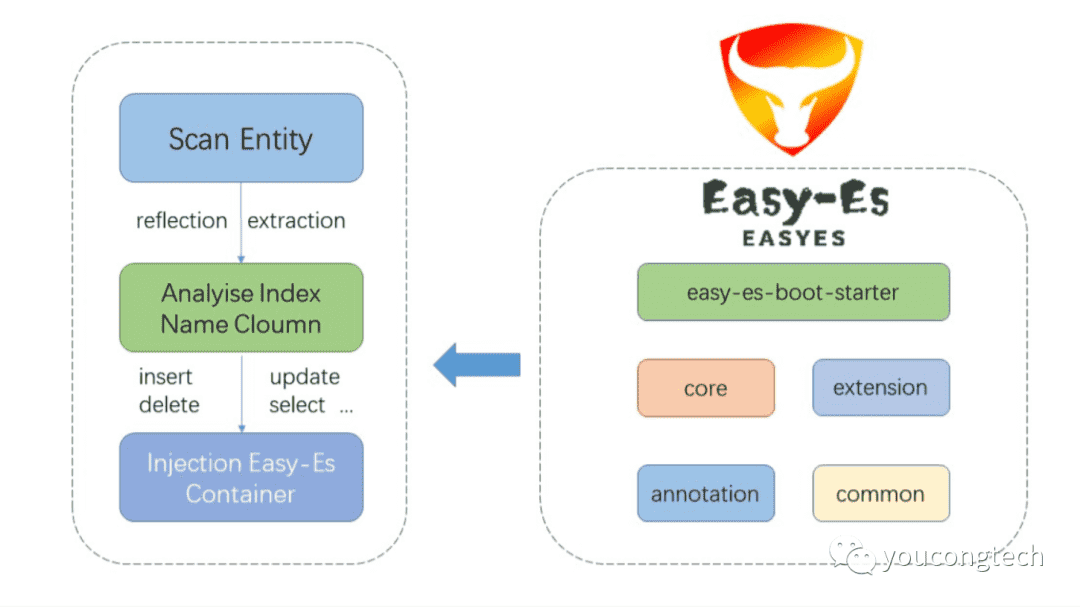 Scan Entity
reflection extraction
Analyise Index
Name Cloumn
insert update
delete select ...
Injection Easy-Es
Container
Easy-Es
EASYES
easy-es-boot-starter
core extension
annotation common
youcongtech